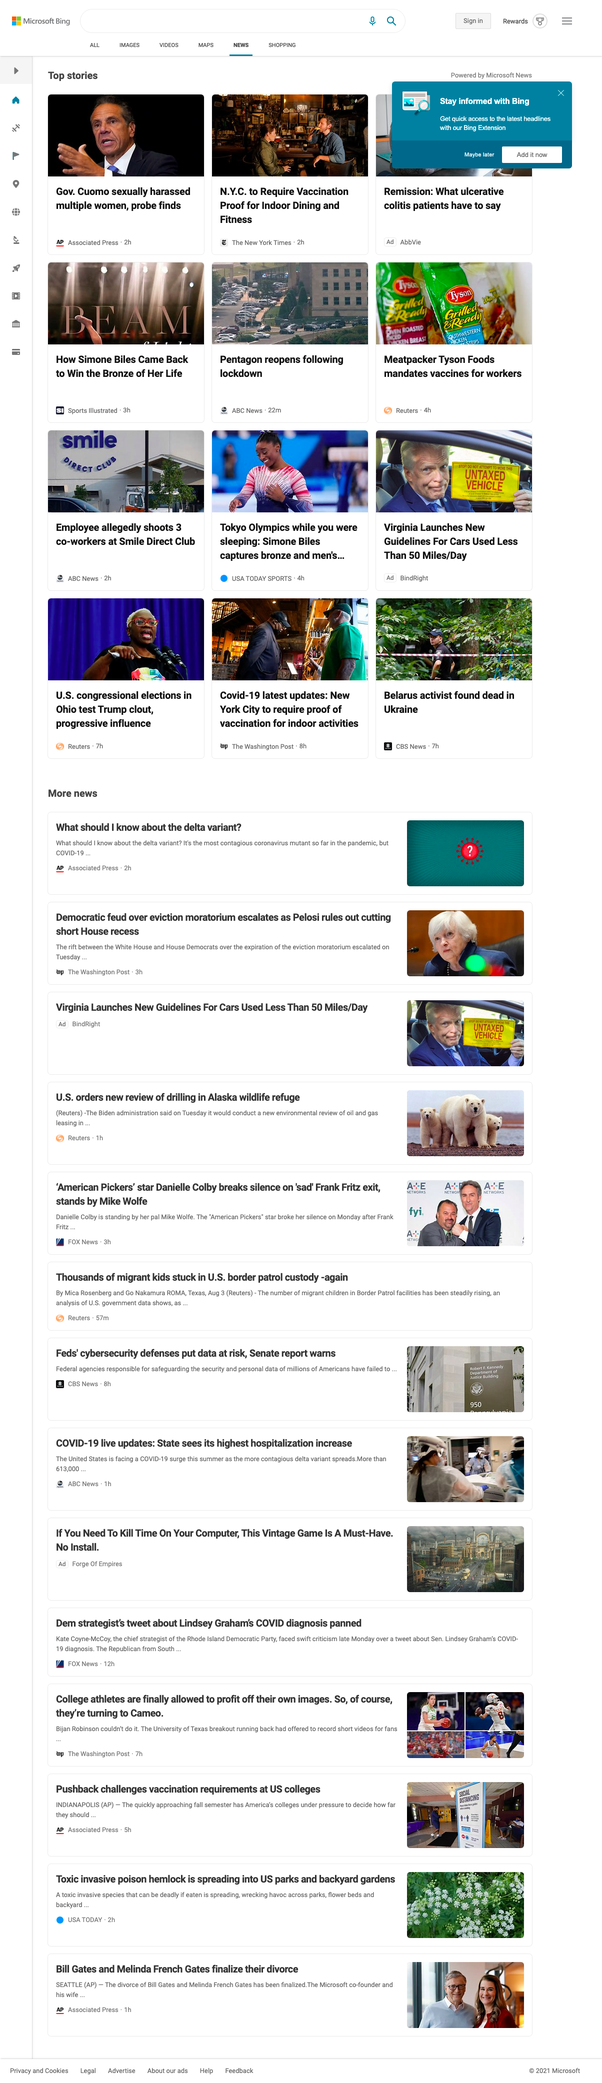 Microsoft Bing
Sign in
Rewards
ALL
IMAGES
VIDEOS
MAPS
NEWS
SHOPPING
Top stories
Powered by Microsoft News
Stay informed with Bing
Get quick access to the latest headlines
with our Bing Extension
Maybe later
Add it now
Gov. Cuomo sexually harassed
multiple women, probe finds
AP Associated Press · 2h
N.Y.C. to Require Vaccination
Proof for Indoor Dining and
Fitness
The New York Times · 2h
Remission: What ulcerative
colitis patients have to say
Ad AbbVie
BEAM
How Simone Biles Came Back
to Win the Bronze of Her Life
Sports Illustrated · 3h
Pentagon reopens following
lockdown
ABC News · 22m
Tyson
Tyson
Grilled
& Ready
Meatpacker Tyson Foods
mandates vaccines for workers
Reuters · 4h
smile
DIRECT CLUB
Employee allegedly shoots 3
co-workers at Smile Direct Club
ABC News · 2h
Tokyo Olympics while you were
sleeping: Simone Biles
captures bronze and men's...
USA TODAY SPORTS · 4h
UNTAXED
VEHICLE
Virginia Launches New
Guidelines For Cars Used Less
Than 50 Miles/Day
Ad BindRight
U.S. congressional elections in
Ohio test Trump clout,
progressive influence
Reuters · 7h
Covid-19 latest updates: New
York City to require proof of
vaccination for indoor activities
wp The Washington Post · 8h
Belarus activist found dead in
Ukraine
CBS News · 7h
More news
What should I know about the delta variant?
What should I know about the delta variant? It's the most contagious coronavirus mutant so far in the pandemic, but
COVID-19 ...
AP Associated Press · 2h
?
Democratic feud over eviction moratorium escalates as Pelosi rules out cutting
short House recess
The rift between the White House and House Democrats over the expiration of the eviction moratorium escalated on
Tuesday ...
wp The Washington Post · 3h
Virginia Launches New Guidelines For Cars Used Less Than 50 Miles/Day
Ad BindRight
UNTAXED
VEHICLE
U.S. orders new review of drilling in Alaska wildlife refuge
(Reuters) -The Biden administration said on Tuesday it would conduct a new environmental review of oil and gas
leasing in ...
Reuters · 1h
'American Pickers' star Danielle Colby breaks silence on 'sad' Frank Fritz exit,
stands by Mike Wolfe
Danielle Colby is standing by her pal Mike Wolfe. The "American Pickers" star broke her silence on Monday after Frank
Fritz ...
FOX News · 3h
A+E
NETWORKS
fyi.
Thousands of migrant kids stuck in U.S. border patrol custody -again
By Mica Rosenberg and Go Nakamura ROMA, Texas, Aug 3 (Reuters) - The number of migrant children in Border Patrol facilities has been steadily rising, an
analysis of U.S. government data shows, as ...
Reuters · 57m
Feds' cybersecurity defenses put data at risk, Senate report warns
Federal agencies responsible for safeguarding the security and personal data of millions of Americans have failed to ...
CBS News · 8h
Robert F. Kennedy
Department of
Justice Building
950
Pennsylvania
COVID-19 live updates: State sees its highest hospitalization increase
The United States is facing a COVID-19 surge this summer as the more contagious delta variant spreads.More than
613,000 ...
ABC News · 1h
If You Need To Kill Time On Your Computer, This Vintage Game Is A Must-Have.
No Install.
Ad Forge Of Empires
Dem strategist's tweet about Lindsey Graham's COVID diagnosis panned
Kate Coyne-McCoy, the chief strategist of the Rhode Island Democratic Party, faced swift criticism late Monday over a tweet about Sen. Lindsey Graham's COVID-
19 diagnosis. The Republican from South ...
FOX News · 12h
College athletes are finally allowed to profit off their own images. So, of course,
they're turning to Cameo.
Bijan Robinson couldn't do it. The University of Texas breakout running back had offered to record short videos for fans
...
wp The Washington Post · 7h
Pushback challenges vaccination requirements at US colleges
INDIANAPOLIS (AP) — The quickly approaching fall semester has America's colleges under pressure to decide how far
they should ...
AP Associated Press · 5h
SOCIAL
DISTANCING
Toxic invasive poison hemlock is spreading into US parks and backyard gardens
A toxic invasive species that can be deadly if eaten is spreading, wrecking havoc across parks, flower beds and
backyard ...
USA TODAY · 2h
Bill Gates and Melinda French Gates finalize their divorce
SEATTLE (AP) — The divorce of Bill Gates and Melinda French Gates has been finalized.The Microsoft co-founder and
his wife ...
AP Associated Press · 1h
Privacy and Cookies
Legal
Advertise
About our ads
Help
Feedback
© 2021 Microsoft